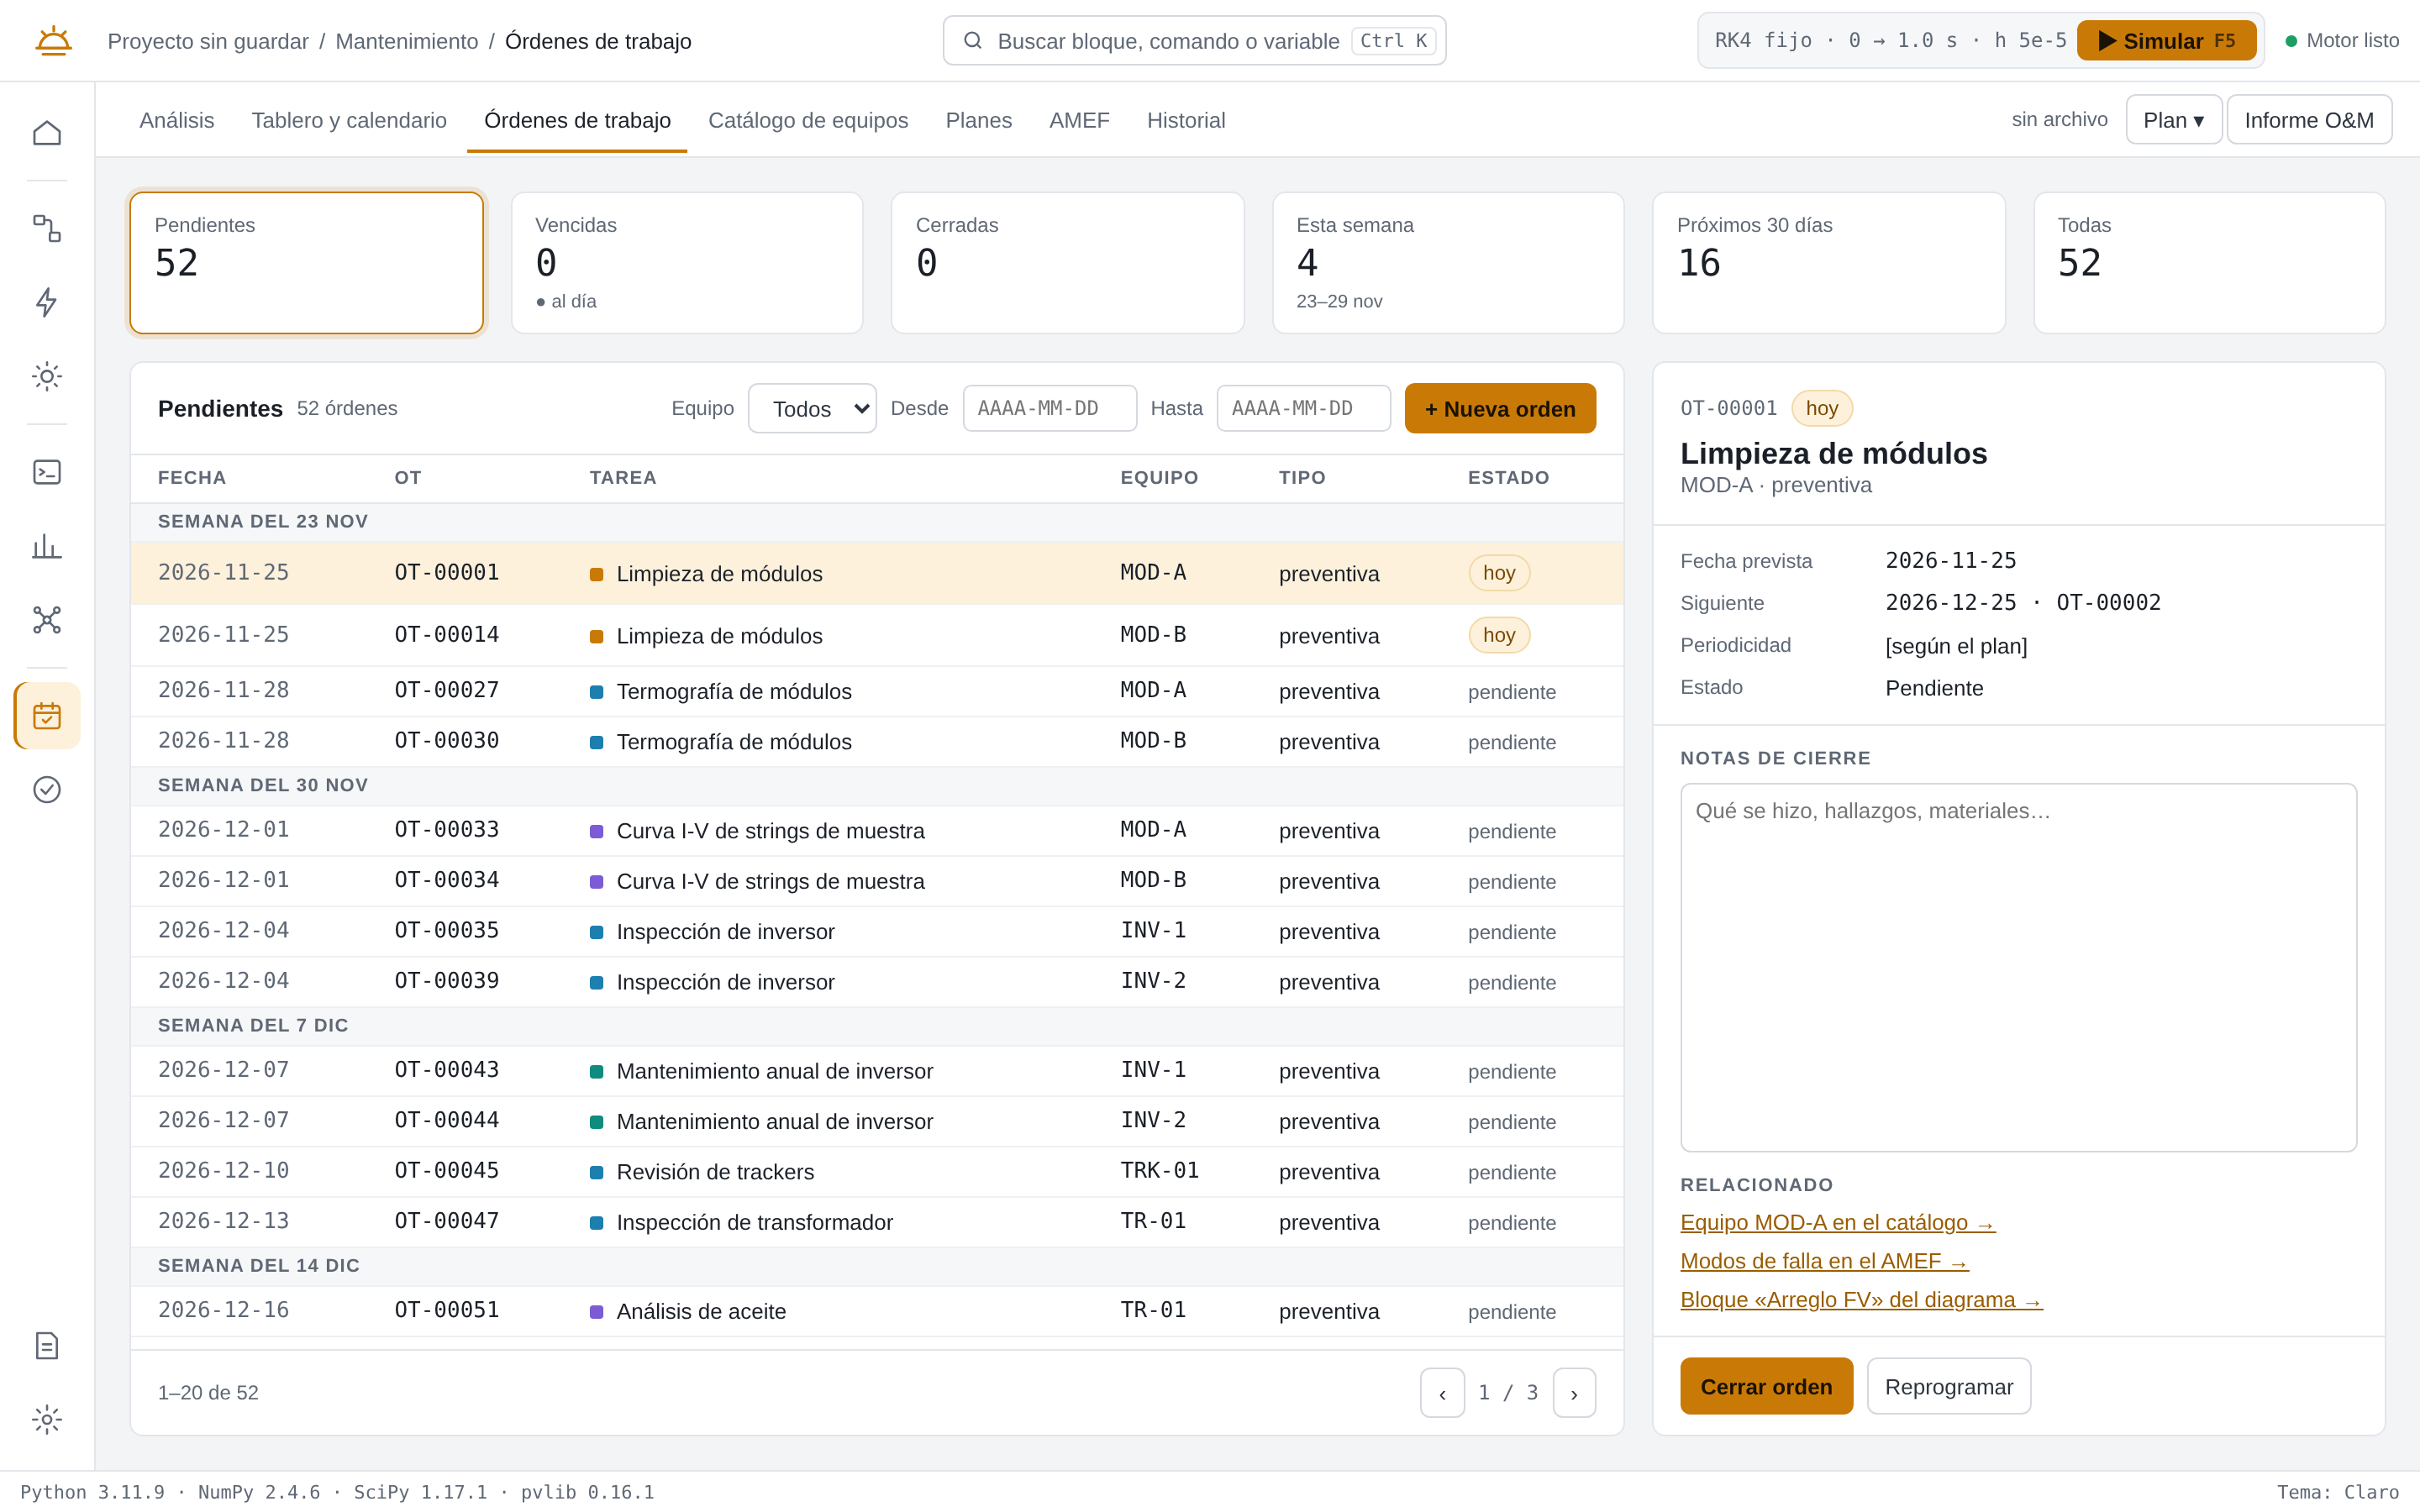 Proyecto sin guardar / Mantenimiento / Órdenes de trabajo
Buscar bloque, comando o variable Ctrl K
RK4 fijo · 0 → 1.0 s · h 5e-5
▶ Simular F5
● Motor listo
Análisis
Tablero y calendario
Órdenes de trabajo
Catálogo de equipos
Planes
AMEF
Historial
sin archivo
Plan ▾
Informe O&M
Pendientes
52
Vencidas
0
● al día
Cerradas
0
Esta semana
4
23–29 nov
Próximos 30 días
16
Todas
52
Pendientes 52 órdenes
Equipo Todos
Desde AAAA-MM-DD
Hasta AAAA-MM-DD
+ Nueva orden
FECHA OT TAREA EQUIPO TIPO ESTADO
SEMANA DEL 23 NOV
2026-11-25 OT-00001 Limpieza de módulos MOD-A preventiva hoy
2026-11-25 OT-00014 Limpieza de módulos MOD-B preventiva hoy
2026-11-28 OT-00027 Termografía de módulos MOD-A preventiva pendiente
2026-11-28 OT-00030 Termografía de módulos MOD-B preventiva pendiente
SEMANA DEL 30 NOV
2026-12-01 OT-00033 Curva I-V de strings de muestra MOD-A preventiva pendiente
2026-12-01 OT-00034 Curva I-V de strings de muestra MOD-B preventiva pendiente
2026-12-04 OT-00035 Inspección de inversor INV-1 preventiva pendiente
2026-12-04 OT-00039 Inspección de inversor INV-2 preventiva pendiente
SEMANA DEL 7 DIC
2026-12-07 OT-00043 Mantenimiento anual de inversor INV-1 preventiva pendiente
2026-12-07 OT-00044 Mantenimiento anual de inversor INV-2 preventiva pendiente
2026-12-10 OT-00045 Revisión de trackers TRK-01 preventiva pendiente
2026-12-13 OT-00047 Inspección de transformador TR-01 preventiva pendiente
SEMANA DEL 14 DIC
2026-12-16 OT-00051 Análisis de aceite TR-01 preventiva pendiente
1–20 de 52
‹ 1 / 3 ›
OT-00001 hoy
Limpieza de módulos
MOD-A · preventiva
Fecha prevista 2026-11-25
Siguiente 2026-12-25 · OT-00002
Periodicidad [según el plan]
Estado Pendiente
NOTAS DE CIERRE
Qué se hizo, hallazgos, materiales…
RELACIONADO
Equipo MOD-A en el catálogo →
Modos de falla en el AMEF →
Bloque «Arreglo FV» del diagrama →
Cerrar orden
Reprogramar
Python 3.11.9 · NumPy 2.4.6 · SciPy 1.17.1 · pvlib 0.16.1
Tema: Claro